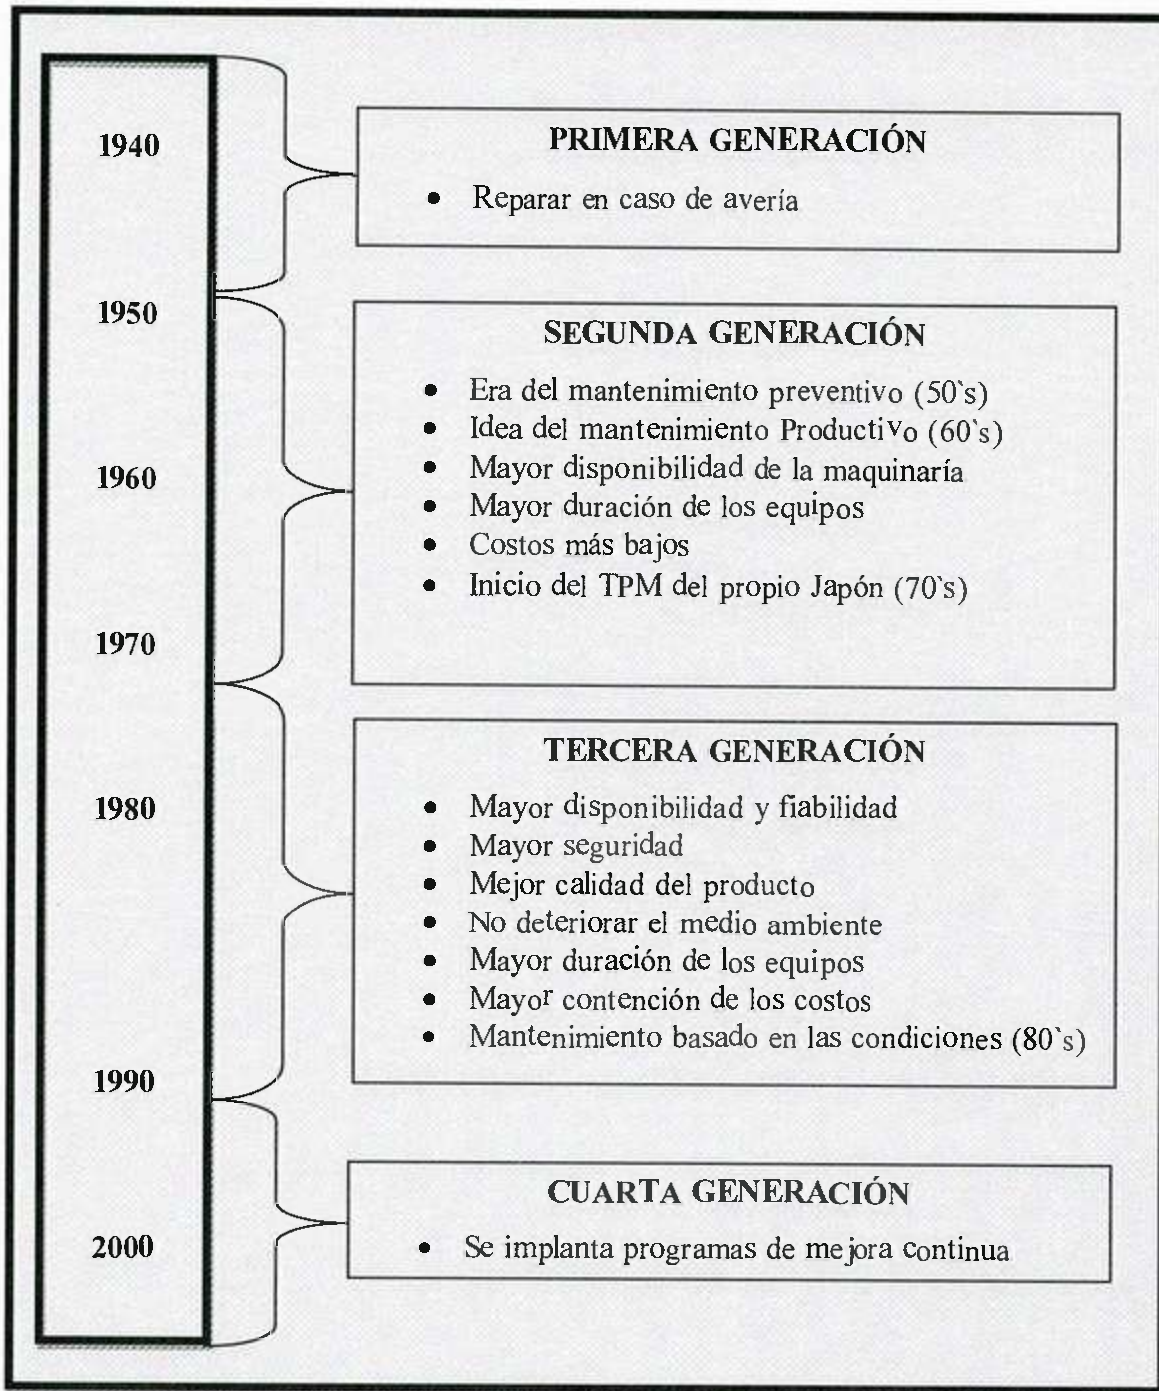 1940
PRIMERA GENERACIÓN
• Reparar en caso de avería
1950
SEGUNDA GENERACIÓN
• Era del mantenimiento preventivo (50`s)
• Idea del mantenimiento Productivo (60`s)
1960
• Mayor disponibilidad de la maquinaría
• Mayor duración de los equipos
• Costos más bajos
• Inicio del TPM del propio Japón (70`s)
1970
TERCERA GENERACIÓN
1980
• Mayor disponibilidad y fiabilidad
• Mayor seguridad
• Mejor calidad del producto
• No deteriorar el medio ambiente
• Mayor duración de los equipos
• Mayor contención de los costos
• Mantenimiento basado en las condiciones (80`s)
1990
CUARTA GENERACIÓN
2000
• Se implanta programas de mejora continua